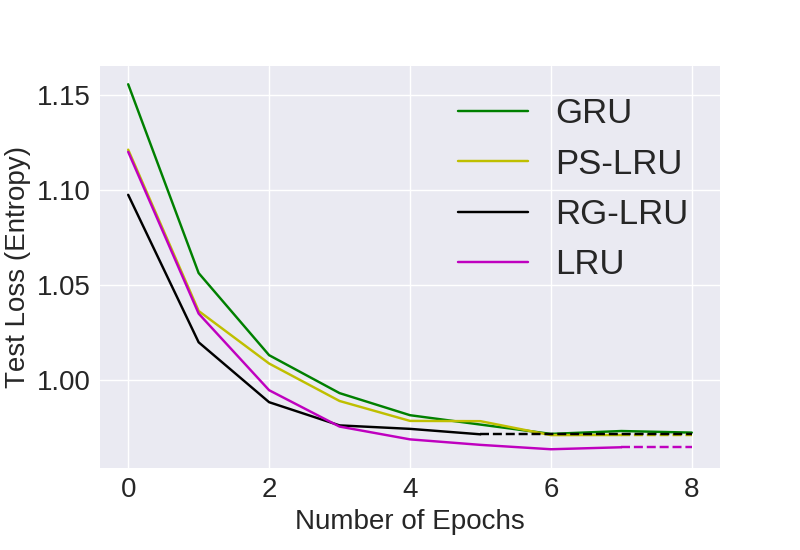 1.15
1.10
1.05
1.00
Test Loss (Entropy)
GRU
PS-LRU
RG-LRU
LRU
0 2 4 6 8
Number of Epochs